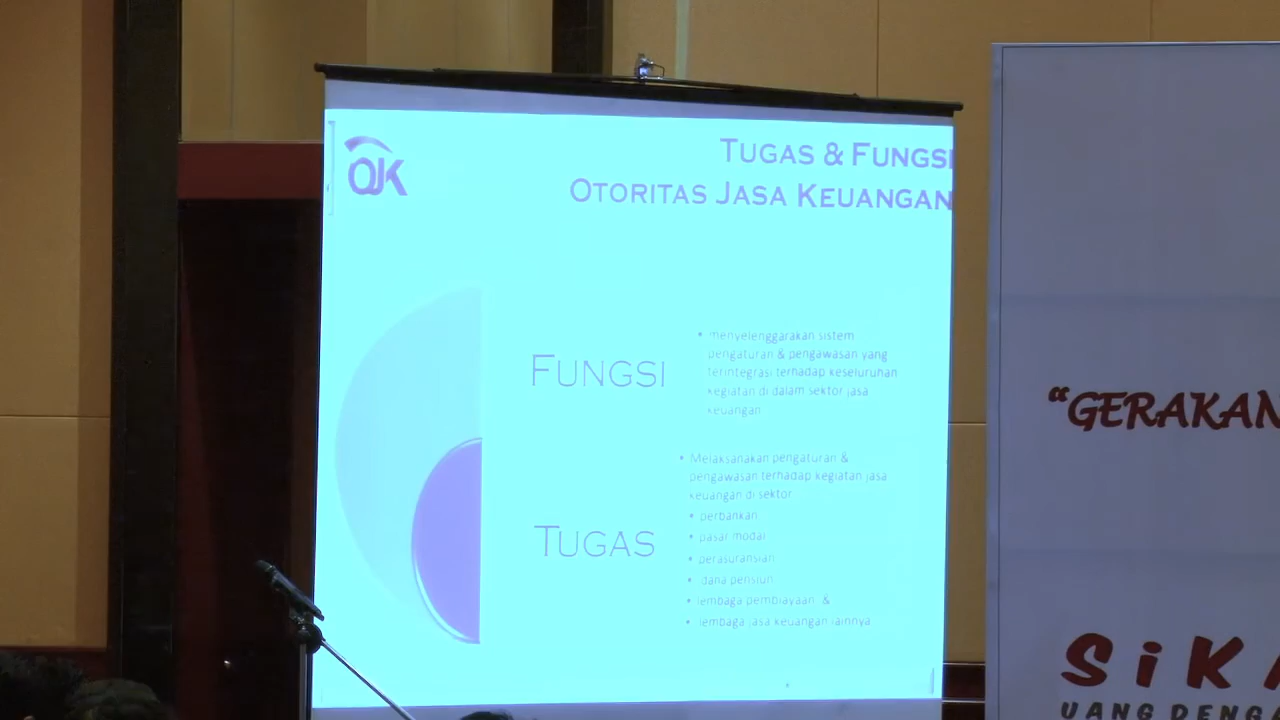 OJK
TUGAS & FUNGSI
OTORITAS JASA KEUANGAN
FUNGSI
• menyelenggarakan sistem
pengaturan & pengawasan yang
terintegrasi terhadap keseluruhan
kegiatan di dalam sektor jasa
keuangan
TUGAS
• Melaksanakan pengaturan &
pengawasan terhadap kegiatan jasa
keuangan di sektor
• perbankan
• pasar modal
• perasuransian
• dana pensiun
• lembaga pembiayaan &
• lembaga jasa keuangan lainnya
“GERAKAN
SiKA
UANG DENGA